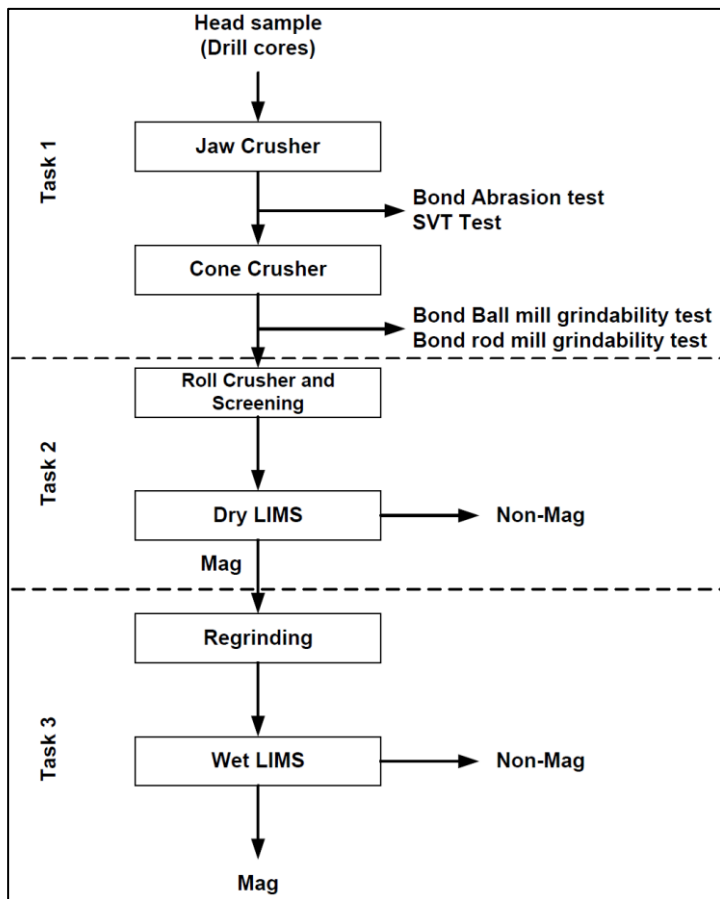 Head sample
(Drill cores)
Task 1
Jaw Crusher
Bond Abrasion test
SVT Test
Cone Crusher
Bond Ball mill grindability test
Bond rod mill grindability test
Task 2
Roll Crusher and
Screening
Dry LIMS
Non-Mag
Mag
Task 3
Regrinding
Wet LIMS
Non-Mag
Mag